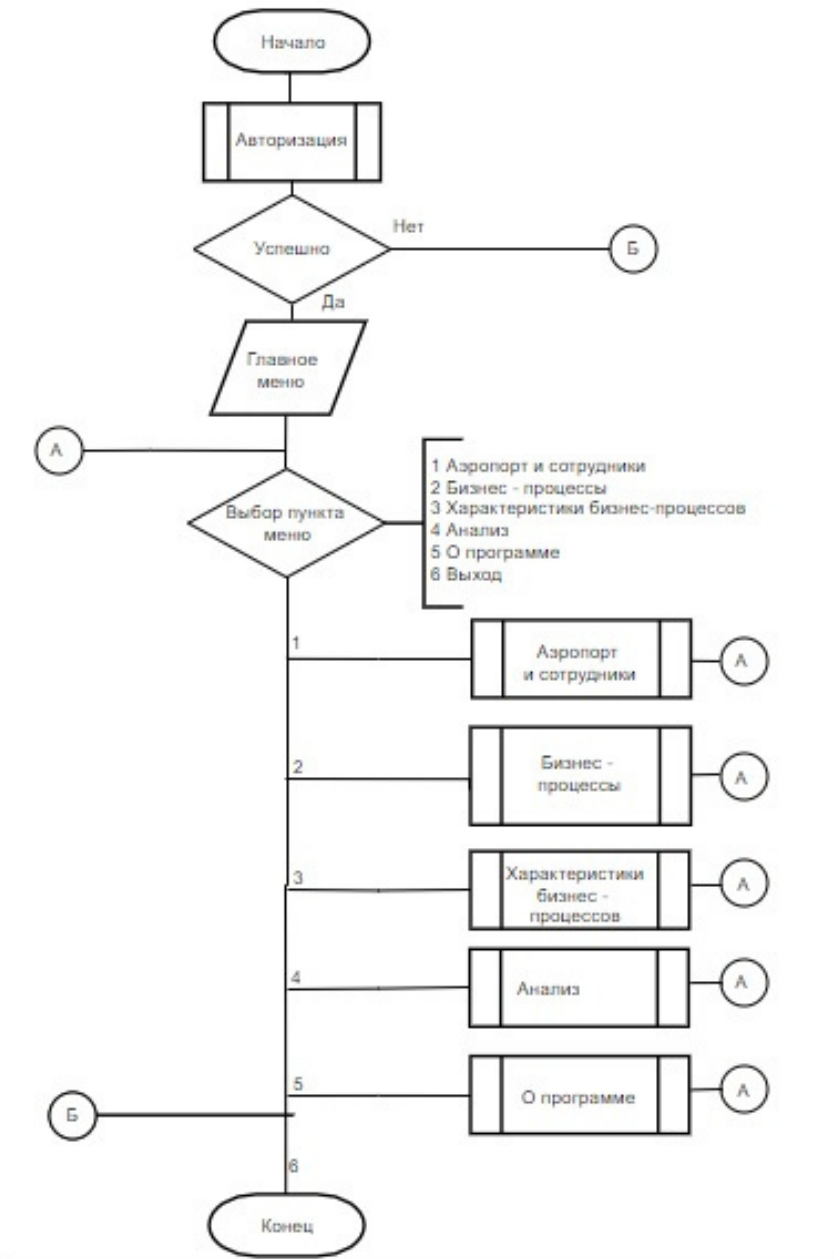 Начало
Авторизация
Успешно
Нет
Б
Да
Главное
меню
А
Выбор пункта
меню
1 Аэропорт и сотрудники
2 Бизнес - процессы
3 Характеристики бизнес-процессов
4 Анализ
5 О программе
6 Выход
1
Аэропорт
и сотрудники
А
2
Бизнес -
процессы
А
3
Характеристики
бизнес -
процессов
А
4
Анализ
А
5
О программе
А
Б
6
Конец